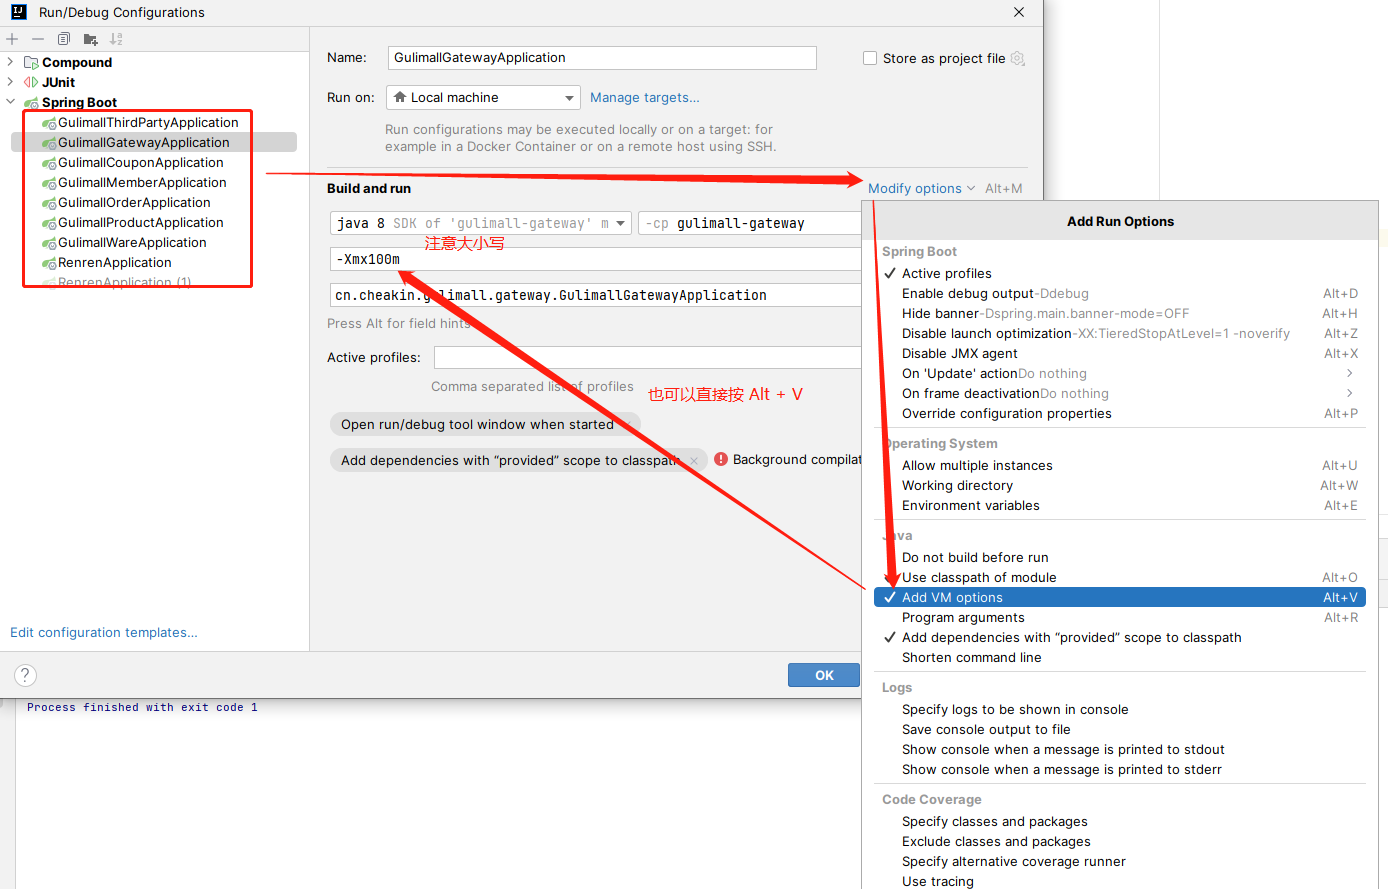 Run/Debug Configurations
Compound
JUnit
Spring Boot
GulimallThirdPartyApplication
GulimallGatewayApplication
GulimallCouponApplication
GulimallMemberApplication
GulimallOrderApplication
GulimallProductApplication
GulimallWareApplication
RenrenApplication
RenrenApplication (1)
Edit configuration templates...
Name: GulimallGatewayApplication
Store as project file
Run on: Local machine
Manage targets...
Run configurations may be executed locally or on a target: for
example in a Docker Container or on a remote host using SSH.
Build and run
Modify options Alt+M
java 8 SDK of 'gulimall-gateway' m
-cp gulimall-gateway
注意大小写
-Xmx100m
cn.cheakin.gulimall.gateway.GulimallGatewayApplication
Press Alt for field hints
Active profiles:
Comma separated list of profiles
也可以直接按 Alt + V
Open run/debug tool window when started
Add dependencies with “provided” scope to classpath
Background compilat
?
OK
Process finished with exit code 1
Add Run Options
Spring Boot
Active profiles
Enable debug output-Ddebug Alt+D
Hide banner-Dspring.main.banner-mode=OFF Alt+H
Disable launch optimization-XX:TieredStopAtLevel=1 -noverify Alt+Z
Disable JMX agent Alt+X
On 'Update' actionDo nothing
On frame deactivationDo nothing
Override configuration properties Alt+P
Operating System
Allow multiple instances Alt+U
Working directory Alt+W
Environment variables Alt+E
Java
Do not build before run
Use classpath of module Alt+O
Add VM options Alt+V
Program arguments Alt+R
Add dependencies with “provided” scope to classpath
Shorten command line
Logs
Specify logs to be shown in console
Save console output to file
Show console when a message is printed to stdout
Show console when a message is printed to stderr
Code Coverage
Specify classes and packages
Exclude classes and packages
Specify alternative coverage runner
Use tracing